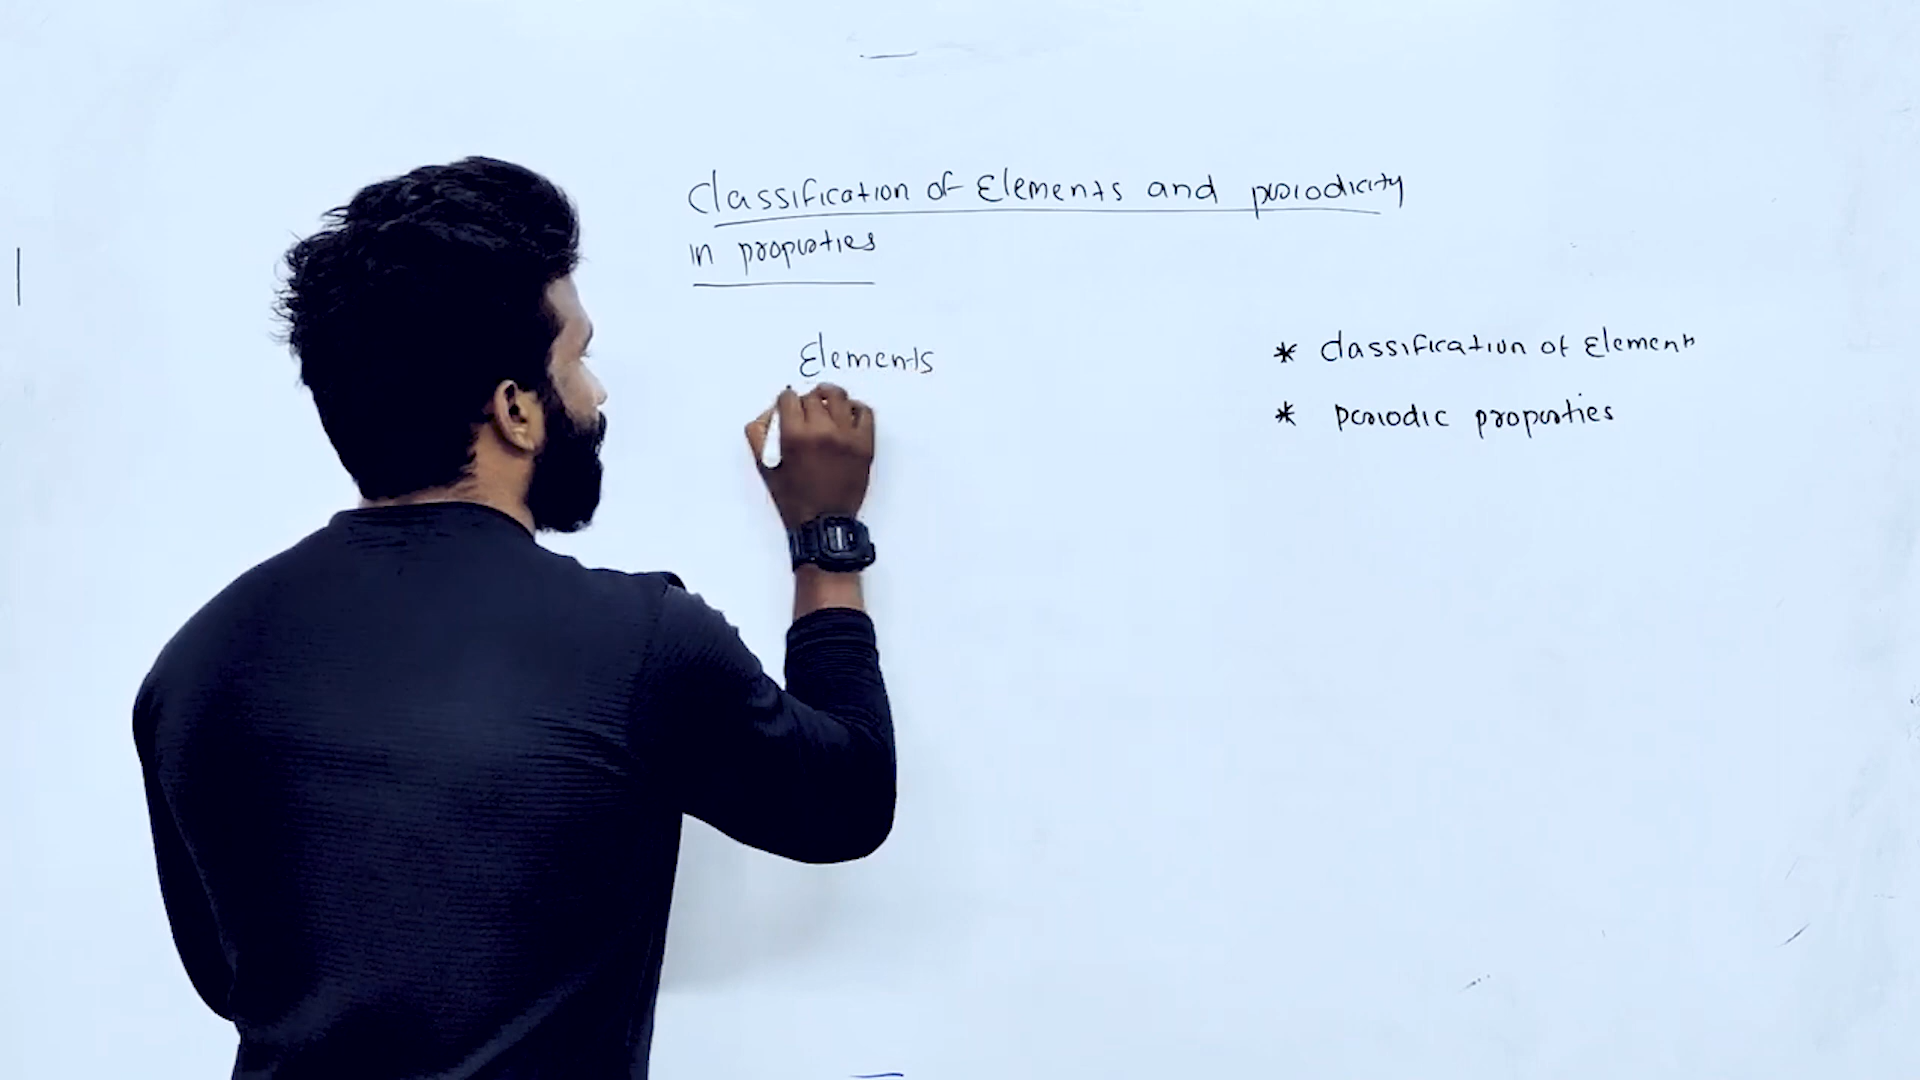 Classification of Elements and periodicity
in properties
Elements
* classification of Elements
* periodic properties